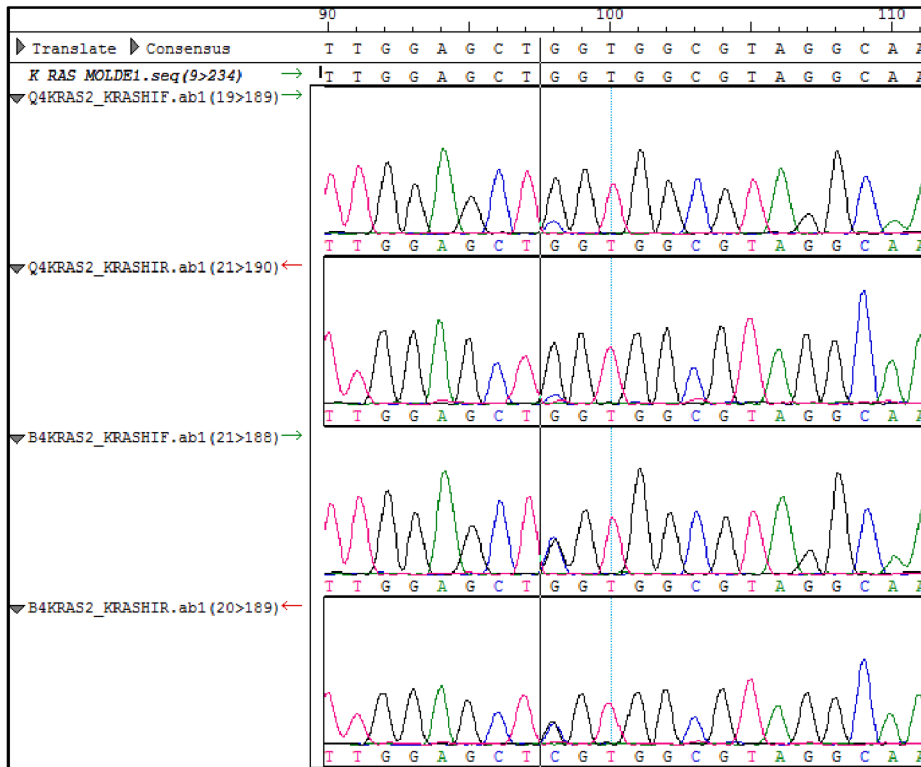 90 100 110
Translate Consensus T T G G A G C T G G T G G C G T A G G C A A
K RAS MOLDE1.seq(9>234) → T T G G A G C T G G T G G C G T A G G C A A
Q4KRAS2_KRASHIF.ab1(19>189) →
T T G G A G C T G G T G G C G T A G G C A A
Q4KRAS2_KRASHIR.ab1(21>190) ←
T T G G A G C T G G T G G C G T A G G C A A
B4KRAS2_KRASHIF.ab1(21>188) →
T T G G A G C T G G T G G C G T A G G C A A
B4KRAS2_KRASHIR.ab1(20>189) ←
T T G G A G C T C G T G G C G T A G G C A A